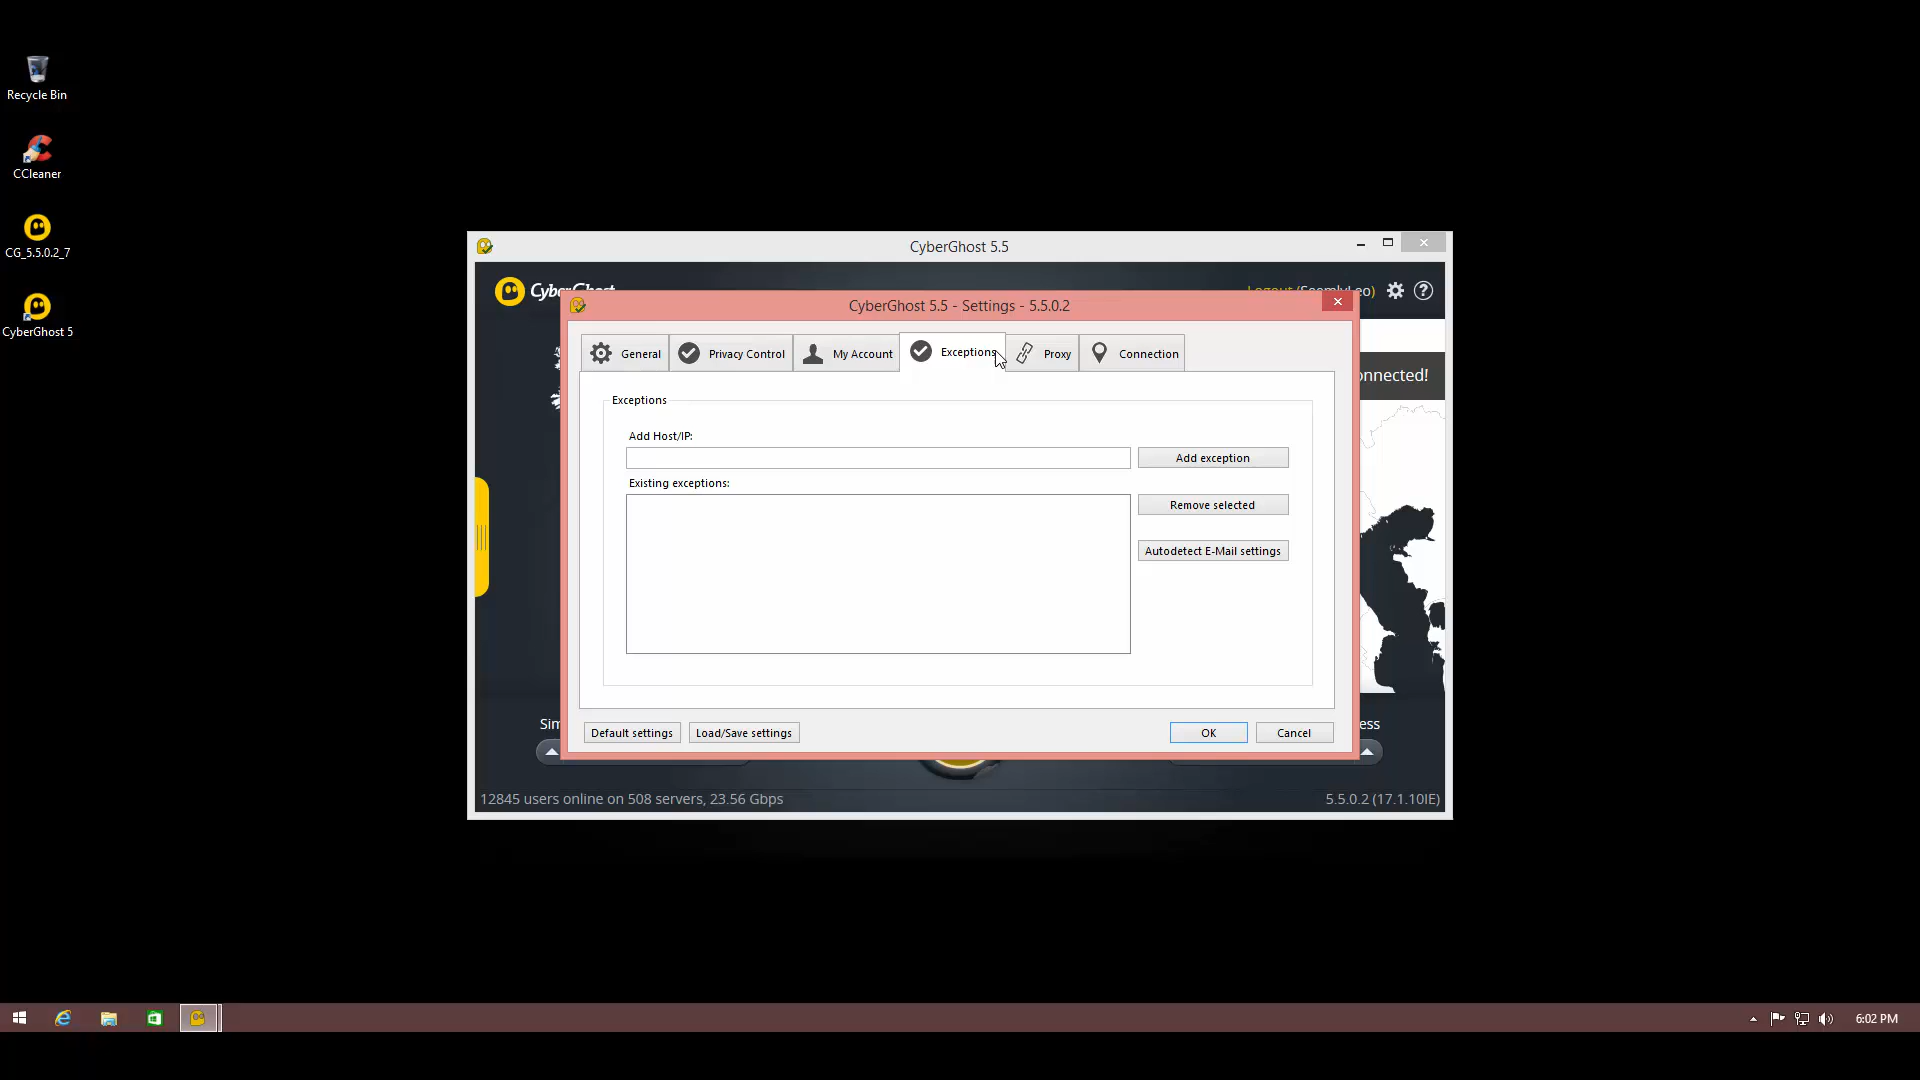 Recycle Bin
CCleaner
CG_5.5.0.2_7
CyberGhost 5
CyberGhost 5.5
CyberGhost 5.5 - Settings - 5.5.0.2
General
Privacy Control
My Account
Exceptions
Proxy
Connection
onnected!
Exceptions
Add Host/IP:
Add exception
Existing exceptions:
Remove selected
Autodetect E-Mail settings
Sim
ess
Default settings
Load/Save settings
OK
Cancel
12845 users online on 508 servers, 23.56 Gbps
5.5.0.2 (17.1.10IE)
6:02 PM